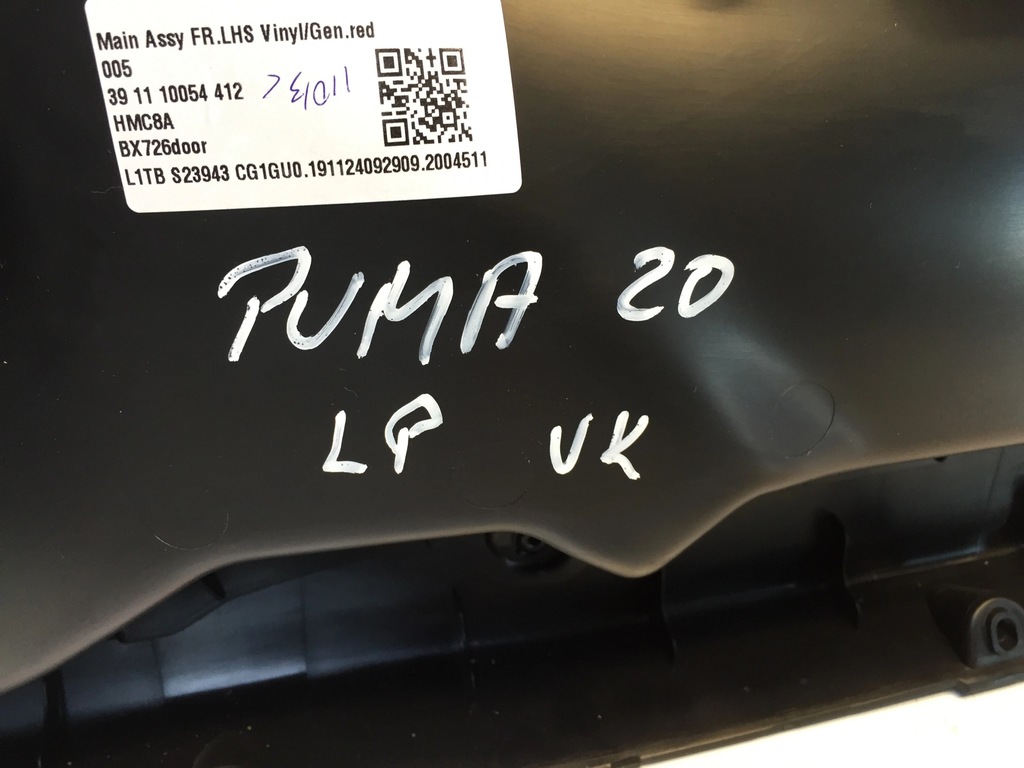 Main Assy FR.LHS Vinyl/Gen.red
005
39 11 10054 412
HMC8A
BX726door
L1TB S23943 CG1GU0.191124092909.2004511
PUMA 20
LP UK